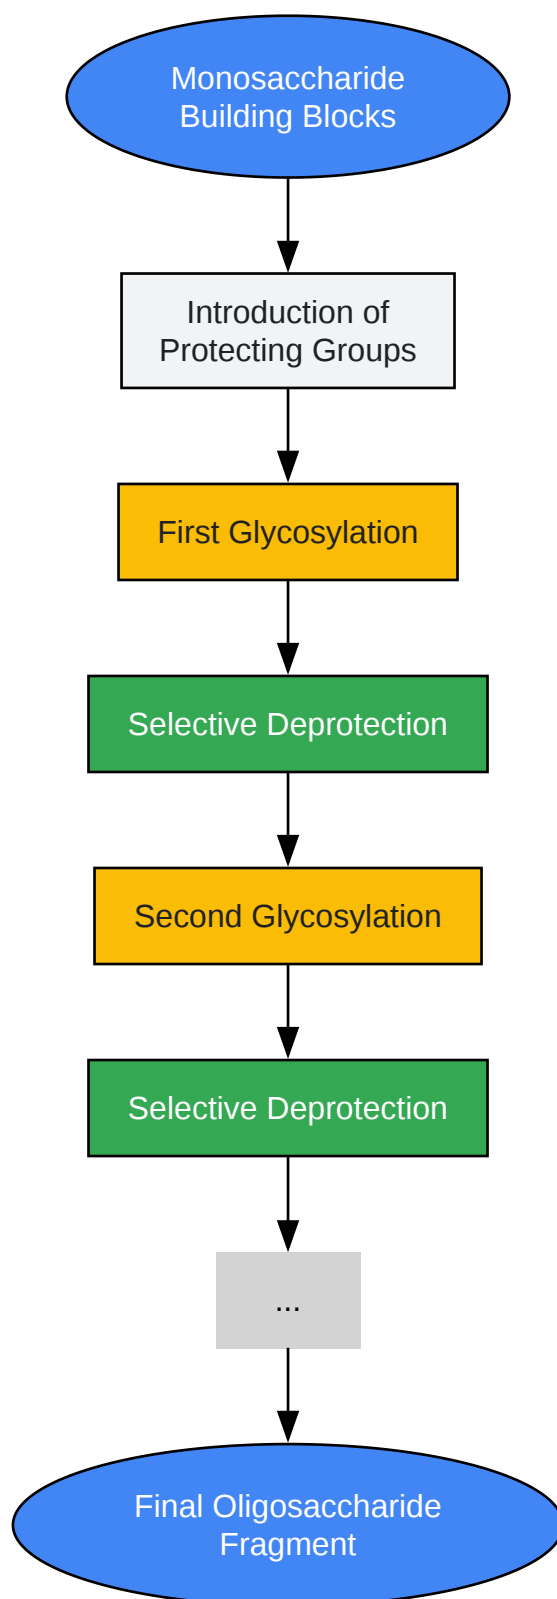 Monosaccharide
Building Blocks
Introduction of
Protecting Groups
First Glycosylation
Selective Deprotection
Second Glycosylation
Selective Deprotection
...
Final Oligosaccharide
Fragment